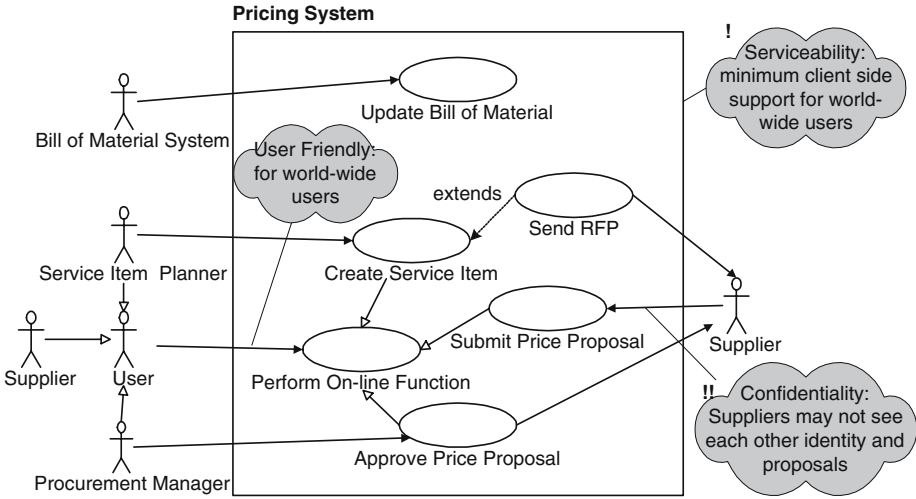 Pricing System
!
Serviceability:
minimum client side
support for world-
wide users
Update Bill of Material
Bill of Material System
User Friendly:
for world-wide
users
extends
Send RFP
Service Item Planner
Create Service Item
Supplier
User
Submit Price Proposal
Supplier
Perform On-line Function
!!
Confidentiality:
Suppliers may not see
each other identity and
proposals
Approve Price Proposal
Procurement Manager